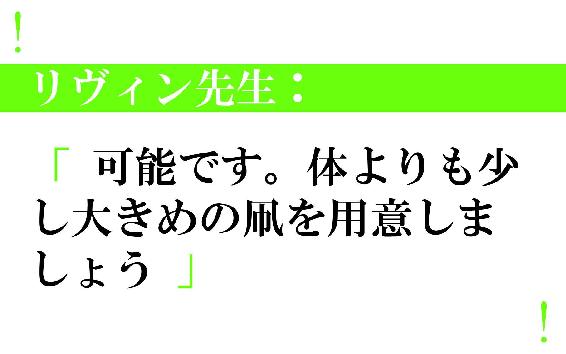 !
リヴィン先生：
「 可能です。体よりも少
し大きめの凧を用意しま
しょう 」
!